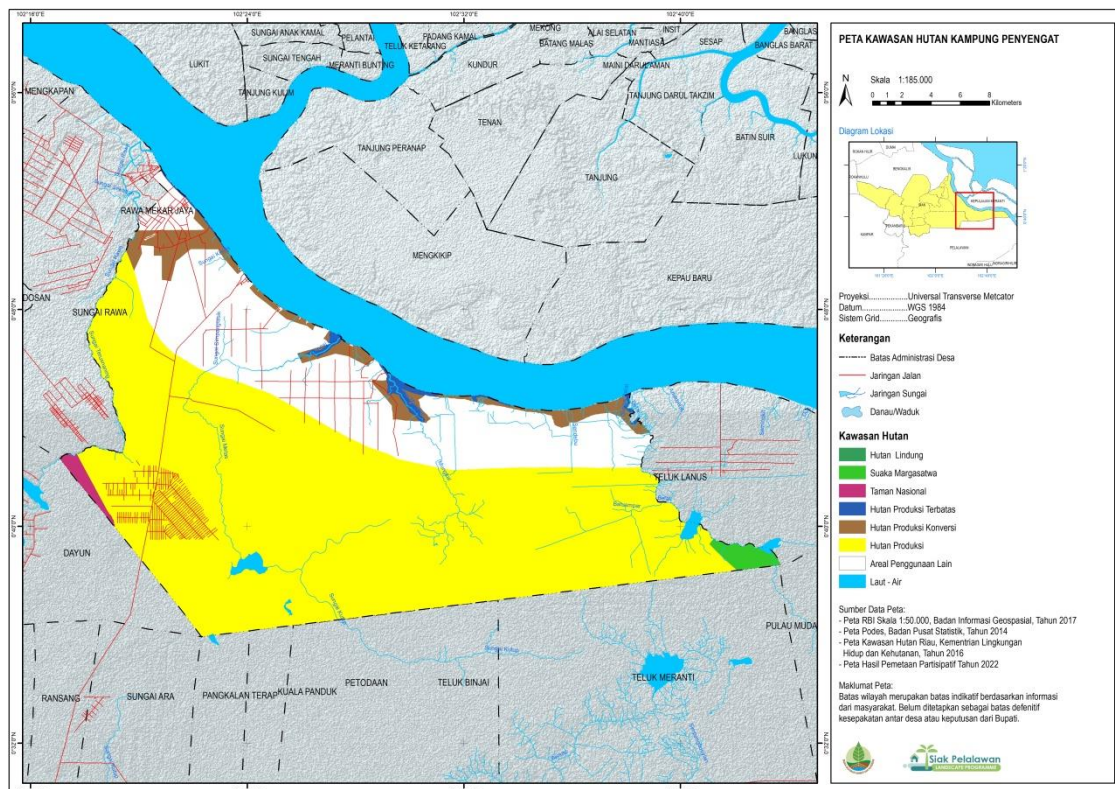 102°16'0"E
102°24'0"E
102°32'0"E
102°40'0"E
SUNGAI ANAK KAMAL
PELANTAI
PADANG KAMAL
MEKONG
ALAI SELATAN
INSIT
BANGLAS
TELUK KETAPANG
BATANG MALAS
MANTIASA
SESAP
BANGLAS BARAT
LUKIT
SUNGAI TENGAH
MERANTI BUNTING
KUNDUR
MAINI DARUL AMAN
MENGKAPAN
TANJUNG KULIM
TANJUNG DARUL TAKZIM
TENAN
BATIN SUIR
TANJUNG PERANAP
LUKUN
TANJUNG
RAWA MEKAR JAYA
MENGKIKIP
KEPAU BARU
DOSAN
SUNGAI RAWA
TELUK LANUS
DAYUN
PULAU MUDA
RANSANG
SUNGAI ARA
PANGKALAN TERAP
KUALA PANDUK
PETODAAN
TELUK BINJAI
TELUK MERANTI
PETA KAWASAN HUTAN KAMPUNG PENYENGAT
N
Skala 1:185.000
0 1 2 4 6 8
Kilometers
Diagram Lokasi
BENGKALIS
SIAK
KEPULAUAN MERANTI
PELALAWAN
Proyeksi..................Universal Transverse Metcator
Datum.....................WGS 1984
Sistem Grid.............Geografis
Keterangan
Batas Administrasi Desa
Jaringan Jalan
Jaringan Sungai
Danau/Waduk
Kawasan Hutan
Hutan Lindung
Suaka Margasatwa
Taman Nasional
Hutan Produksi Terbatas
Hutan Produksi Konversi
Hutan Produksi
Areal Penggunaan Lain
Laut - Air
Sumber Data Peta:
- Peta RBI Skala 1:50.000, Badan Informasi Geospasial, Tahun 2017
- Peta Podes, Badan Pusat Statistik, Tahun 2014
- Peta Kawasan Hutan Riau, Kementrian Lingkungan
Hidup dan Kehutanan, Tahun 2016
- Peta Hasil Pemetaan Partisipatif Tahun 2022
Maklumat Peta:
Batas wilayah merupakan batas indikatif berdasarkan informasi
dari masyarakat. Belum ditetapkan sebagai batas defenitif
kesepakatan antar desa atau keputusan dari Bupati.
Siak Pelalawan
LANDSCAPE PROGRAMME